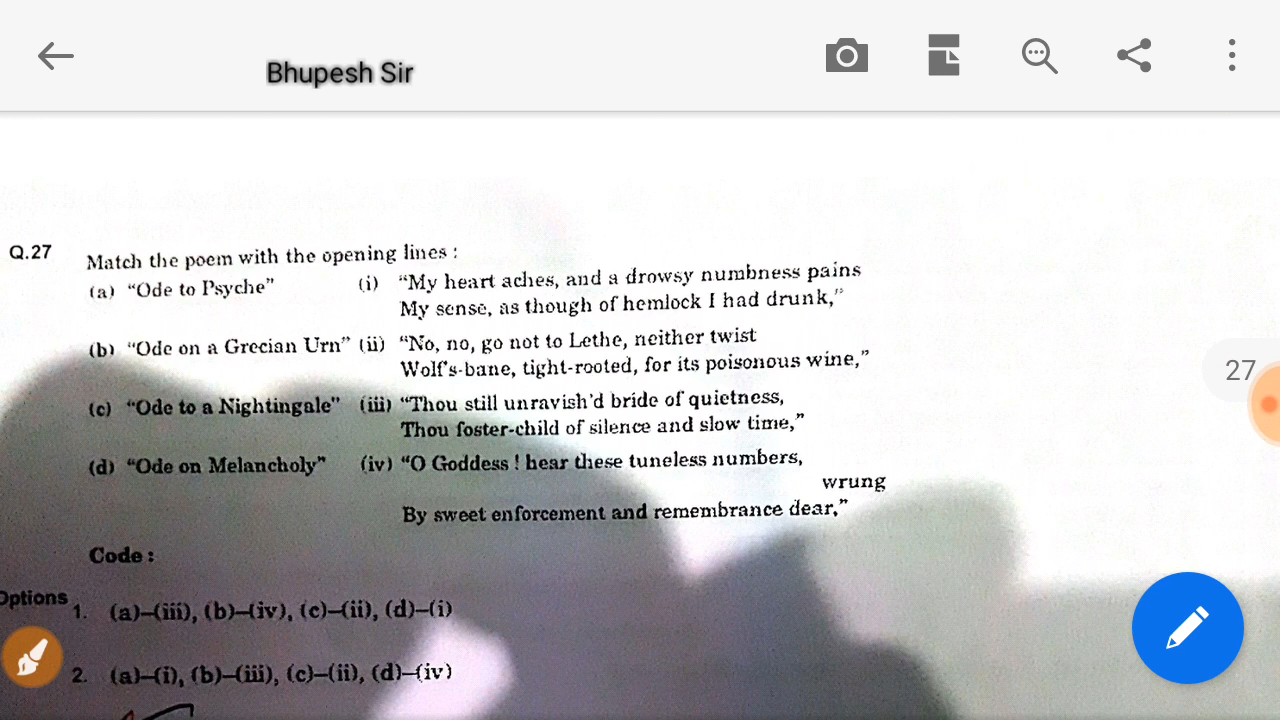 Bhupesh Sir
Q.27 Match the poem with the opening lines :
(a) “Ode to Psyche” (i) “My heart aches, and a drowsy numbness pains
My sense, as though of hemlock I had drunk,”
(b) “Ode on a Grecian Urn” (ii) “No, no, go not to Lethe, neither twist
Wolf's-bane, tight-rooted, for its poisonous wine,”
(c) “Ode to a Nightingale” (iii) “Thou still unravish'd bride of quietness,
Thou foster-child of silence and slow time,”
(d) “Ode on Melancholy” (iv) “O Goddess ! hear these tuneless numbers,
wrung
By sweet enforcement and remembrance dear,”
27
Code :
Options 1. (a)–(iii), (b)–(iv), (c)–(ii), (d)–(i)
2. (a)–(i), (b)–(iii), (c)–(ii), (d)–(iv)